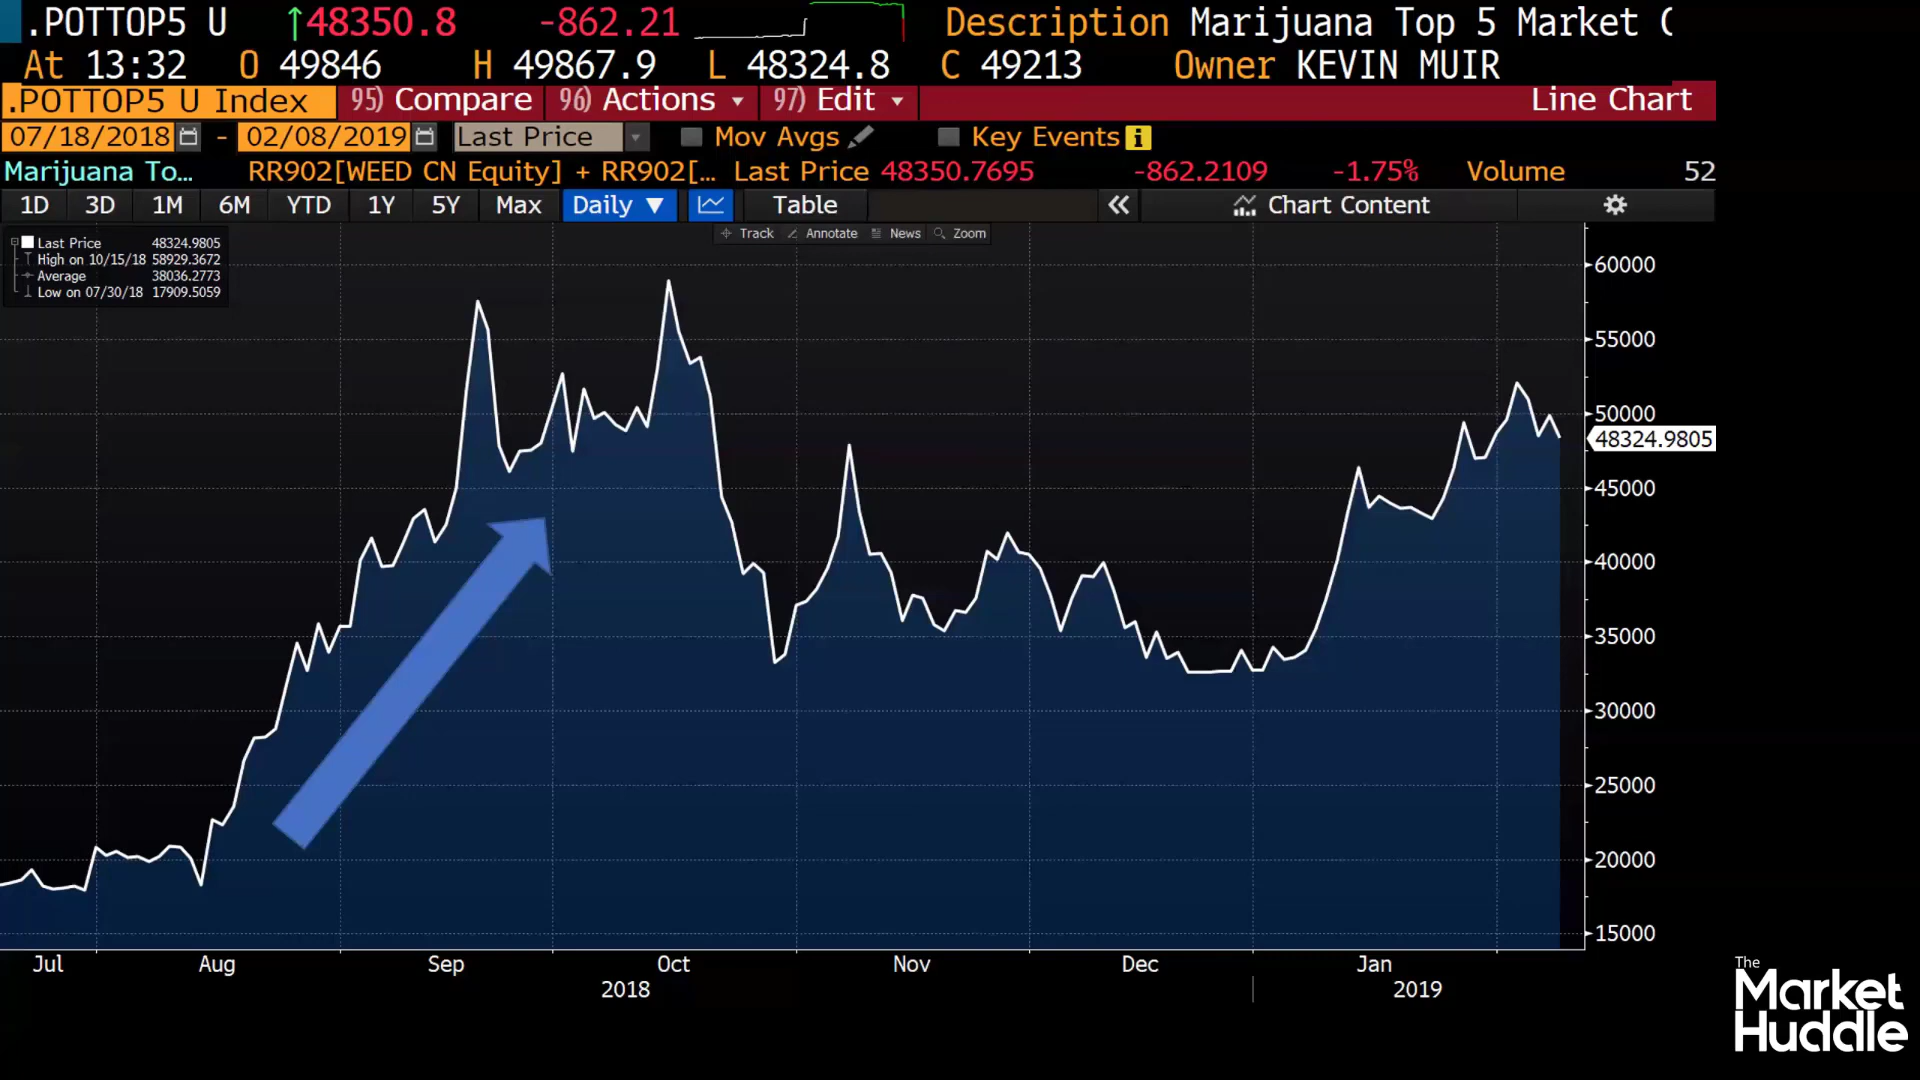 .POTTOP5 U ↑48350.8 -862.21 Description Marijuana Top 5 Market C
At 13:32 O 49846 H 49867.9 L 48324.8 C 49213 Owner KEVIN MUIR
.POTTOP5 U Index 95) Compare 96) Actions 97) Edit Line Chart
07/18/2018 - 02/08/2019 Last Price Mov Avgs Key Events i
Marijuana To... RR902[WEED CN Equity] + RR902[... Last Price 48350.7695 -862.2109 -1.75% Volume 52
1D 3D 1M 6M YTD 1Y 5Y Max Daily ▼ Table « Chart Content
Track Annotate News Zoom
Last Price 48324.9805
High on 10/15/18 58929.3672
Average 38036.2773
Low on 07/30/18 17909.5059
60000
55000
50000
48324.9805
45000
40000
35000
30000
25000
20000
15000
Jul Aug Sep Oct Nov Dec Jan
2018 2019
The
Market
Huddle